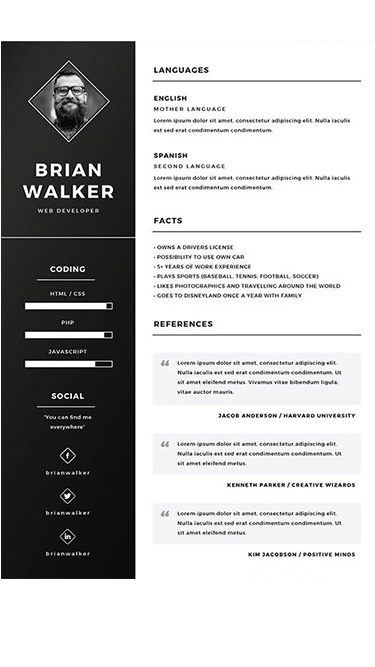 BRIAN
WALKER
WEB DEVELOPER
CODING
HTML / CSS
PHP
JAVASCRIPT
SOCIAL
"You can find me
everywhere"
f
brianwalker
brianwalker
in
brianwalker
LANGUAGES
ENGLISH
MOTHER LANGUAGE
Lorem ipsum dolor sit amet, consectetur adipiscing elit. Ut iaculis
est sed erat condimentum condimentum.
SPANISH
SECOND LANGUAGE
Lorem ipsum dolor sit amet, consectetur adipiscing elit. Ut iaculis
est sed erat condimentum condimentum.
FACTS
- OWNS A DRIVERS LICENSE
- POSSIBILITY TO USE OWN CAR
- 5+ YEARS OF WORK EXPERIENCE
- PLAYS SPORTS (BASEBALL, TENNIS, FOOTBALL, SOCCER)
- LIKES PHOTOGRAPHICS AND TRAVELLING AROUND THE WORLD
- GOES TO DISNEYLAND ONCE A YEAR WITH FAMILY
REFERENCES
“ Lorem ipsum dolor sit amet, consectetur adipiscing elit.
Ut iaculis est sed erat condimentum condimentum. Ut
sit amet eleifend metus. Vivamus vitae bibendum ligula,
vitae auctor mauris.
JACOB ANDERSON / HARVARD UNIVERSITY
“ Lorem ipsum dolor sit amet, consectetur adipiscing elit.
Ut iaculis est sed erat condimentum condimentum. Ut
sit amet eleifend metus.
KENNETH PARKER / CREATIVE WIZARDS
“ Lorem ipsum dolor sit amet, consectetur adipiscing elit.
Ut iaculis est sed erat condimentum condimentum. Ut
sit amet eleifend metus.
KIM JACOBSON / POSITIVE MINDS